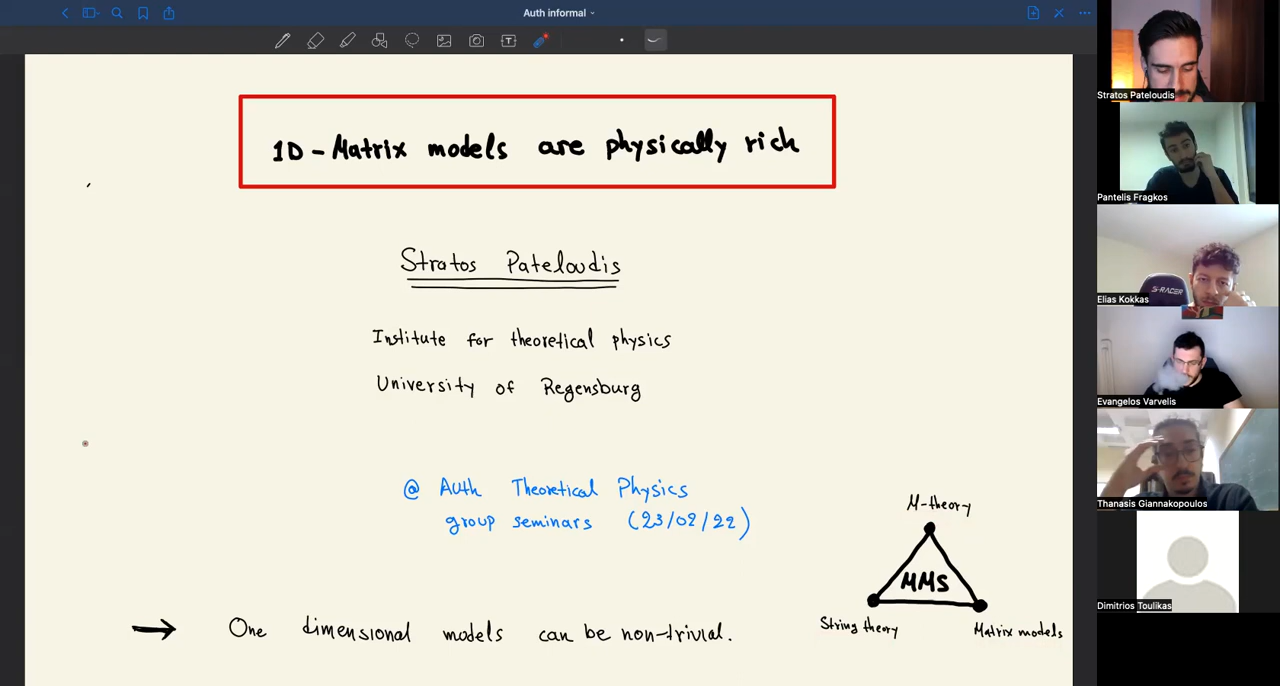 Auth informal
1D - Matrix models are physically rich
Stratos Pateloudis
Institute for theoretical physics
University of Regensburg
@ Auth Theoretical Physics
group seminars (23/02/22)
M-theory
MMS
String theory
Matrix models
One dimensional models can be non-trivial.
Stratos Pateloudis
Pantelis Fragkos
S-RACER
Elias Kokkas
Evangelos Varvelis
Thanasis Giannakopoulos
Dimitrios Toulikas